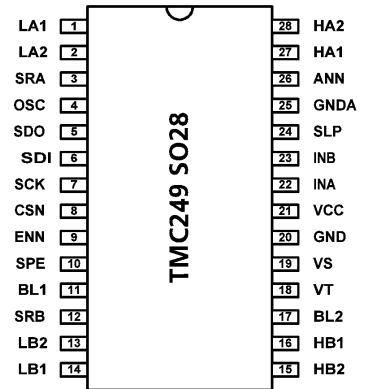 LA1 1 28 HA2
LA2 2 27 HA1
SRA 3 26 ANN
OSC 4 25 GNDA
SDO 5 24 SLP
SDI 6 23 INB
SCK 7 22 INA
CSN 8 21 VCC
ENN 9 20 GND
SPE 10 19 VS
BL1 11 18 VT
SRB 12 17 BL2
LB2 13 16 HB1
LB1 14 15 HB2
TMC249 SO28